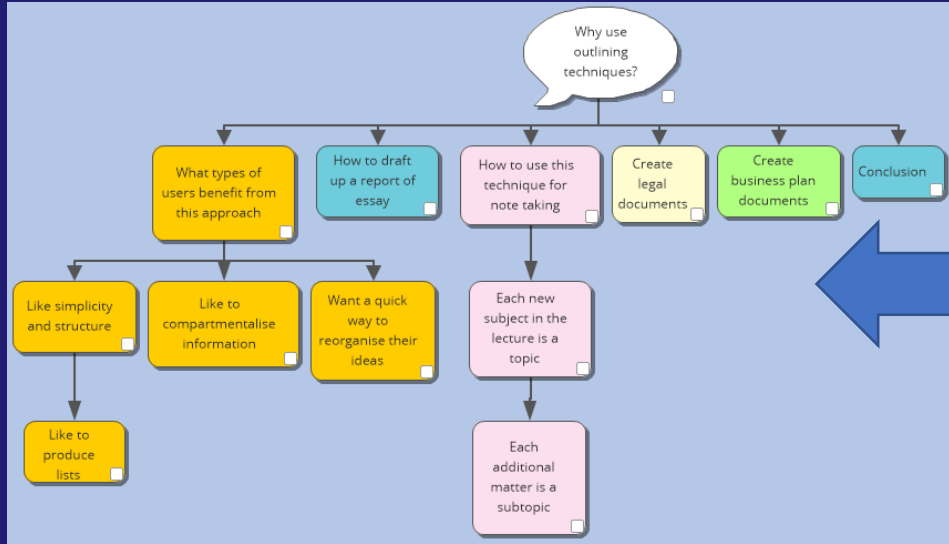 Why use
outlining
techniques?
What types of
users benefit from
this approach
How to draft
up a report of
essay
How to use this
technique for
note taking
Create
legal
documents
Create
business plan
documents
Conclusion
Like simplicity
and structure
Like to
compartmentalise
information
Want a quick
way to
reorganise their
ideas
Each new
subject in the
lecture is a
topic
Like to
produce
lists
Each
additional
matter is a
subtopic